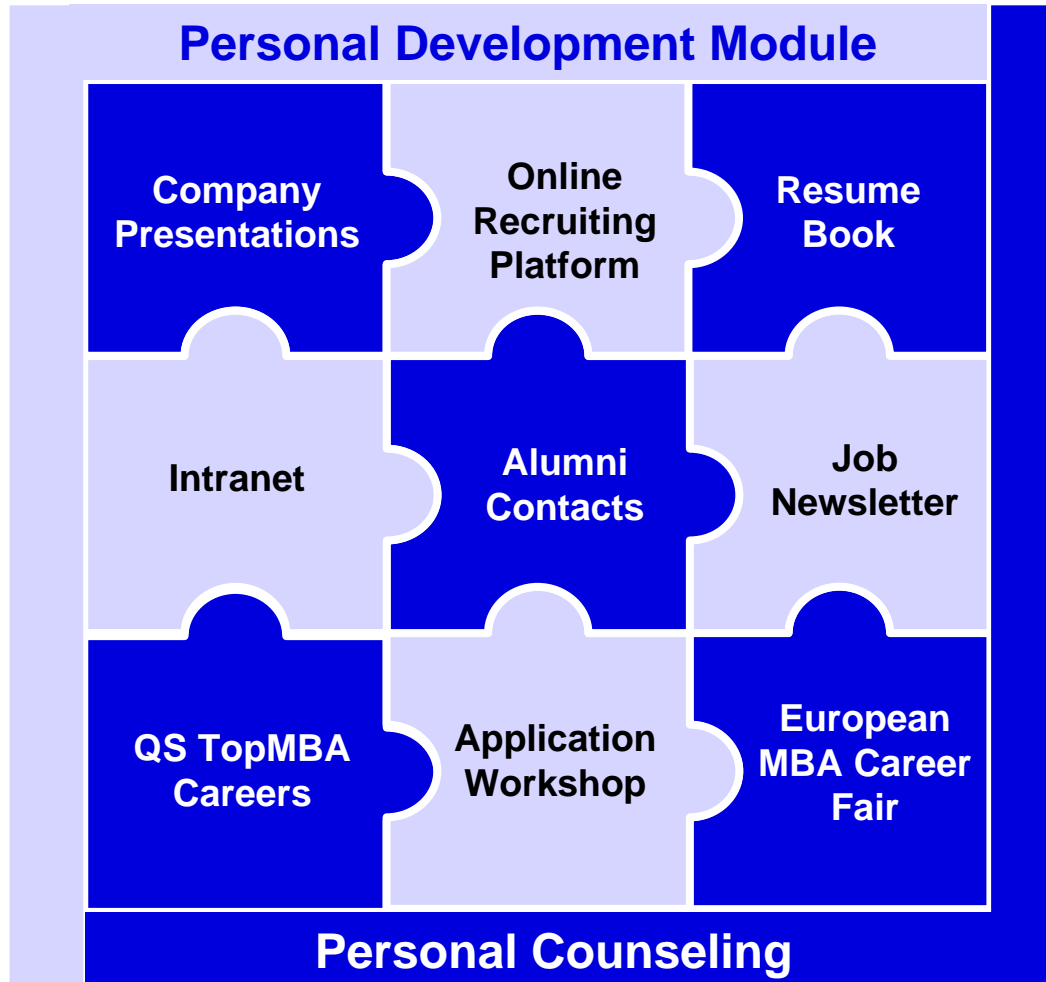 Personal Development Module
Company
Presentations
Online
Recruiting
Platform
Resume
Book
Intranet
Alumni
Contacts
Job
Newsletter
QS TopMBA
Careers
Application
Workshop
European
MBA Career
Fair
Personal Counseling